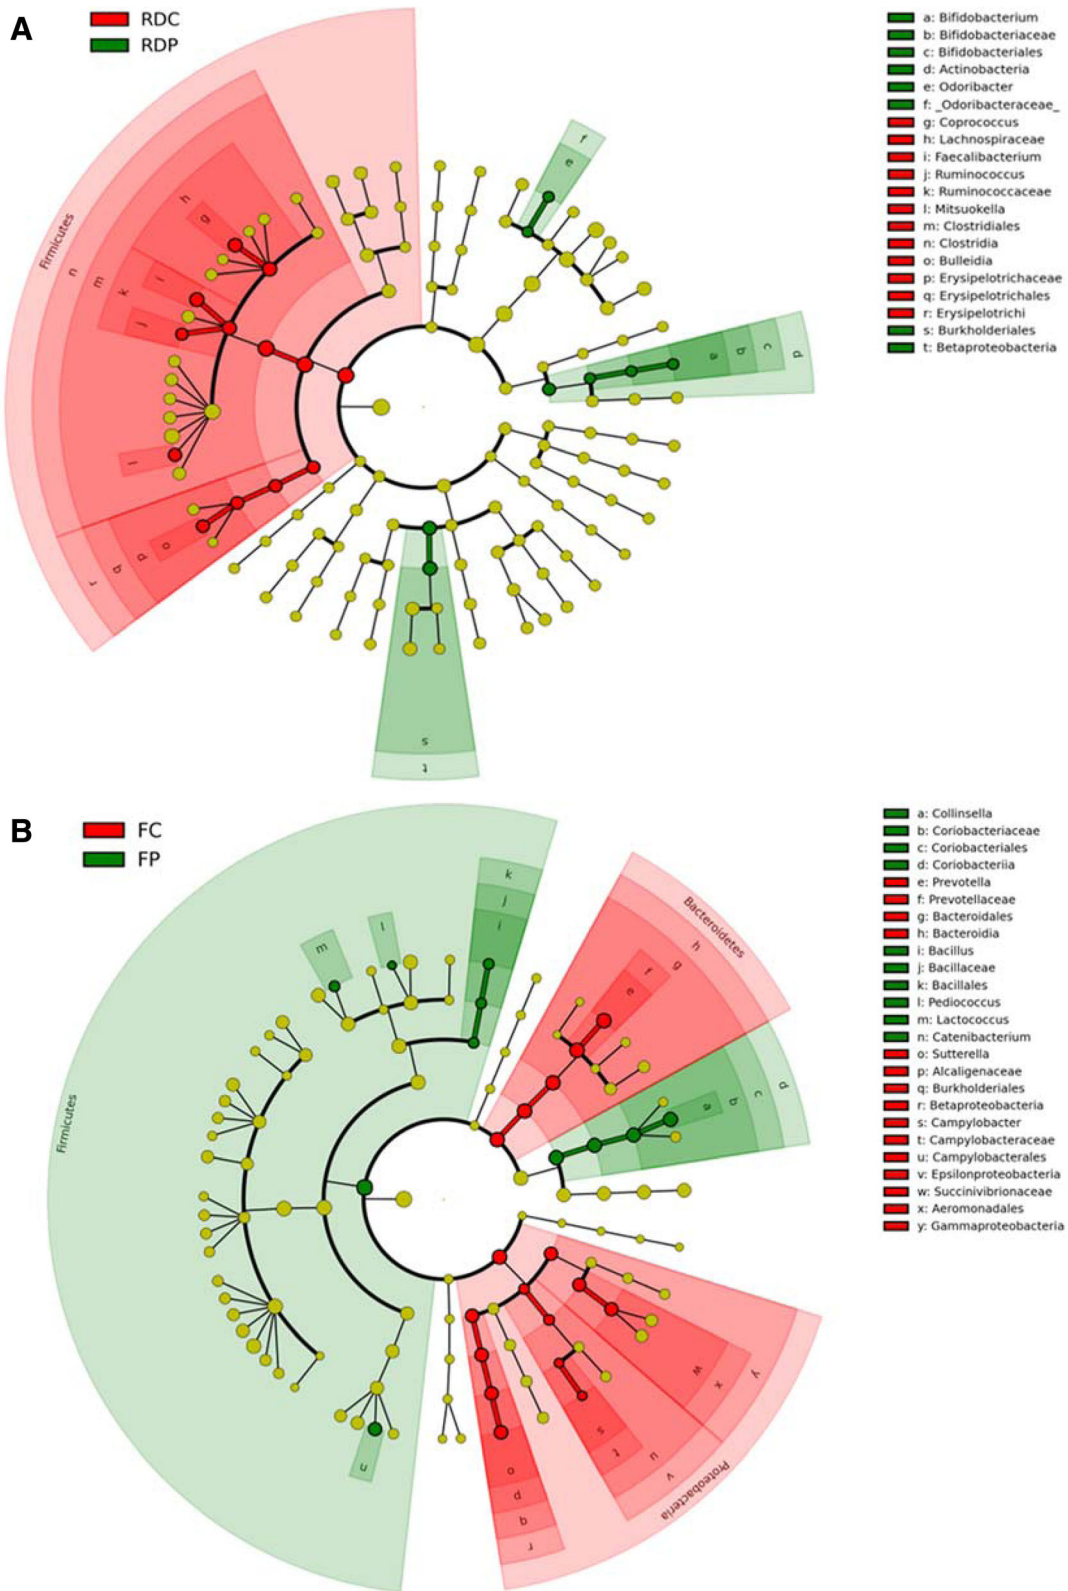 A
RDC
RDP
a: Bifidobacterium
b: Bifidobacteriaceae
c: Bifidobacteriales
d: Actinobacteria
e: Odoribacter
f: _Odoribacteraceae_
g: Coprococcus
h: Lachnospiraceae
i: Faecalibacterium
j: Ruminococcus
k: Ruminococcaceae
l: Mitsuokella
m: Clostridiales
n: Clostridia
o: Bulleidia
p: Erysipelotrichaceae
q: Erysipelotrichales
r: Erysipelotrichi
s: Burkholderiales
t: Betaproteobacteria
Firmicutes
n
m
k
h
g
i
j
l
r
q
p
o
f
e
a
b
c
d
s
t
B
FC
FP
a: Collinsella
b: Coriobacteriaceae
c: Coriobacteriales
d: Coriobacteriia
e: Prevotella
f: Prevotellaceae
g: Bacteroidales
h: Bacteroidia
i: Bacillus
j: Bacillaceae
k: Bacillales
l: Pediococcus
m: Lactococcus
n: Catenibacterium
o: Sutterella
p: Alcaligenaceae
q: Burkholderiales
r: Betaproteobacteria
s: Campylobacter
t: Campylobacteraceae
u: Campylobacterales
v: Epsilonproteobacteria
w: Succinivibrionaceae
x: Aeromonadales
y: Gammaproteobacteria
Firmicutes
m
l
k
j
i
n
Bacteroidetes
h
g
f
e
a
b
c
d
w
x
y
s
t
u
v
o
p
q
r
Proteobacteria